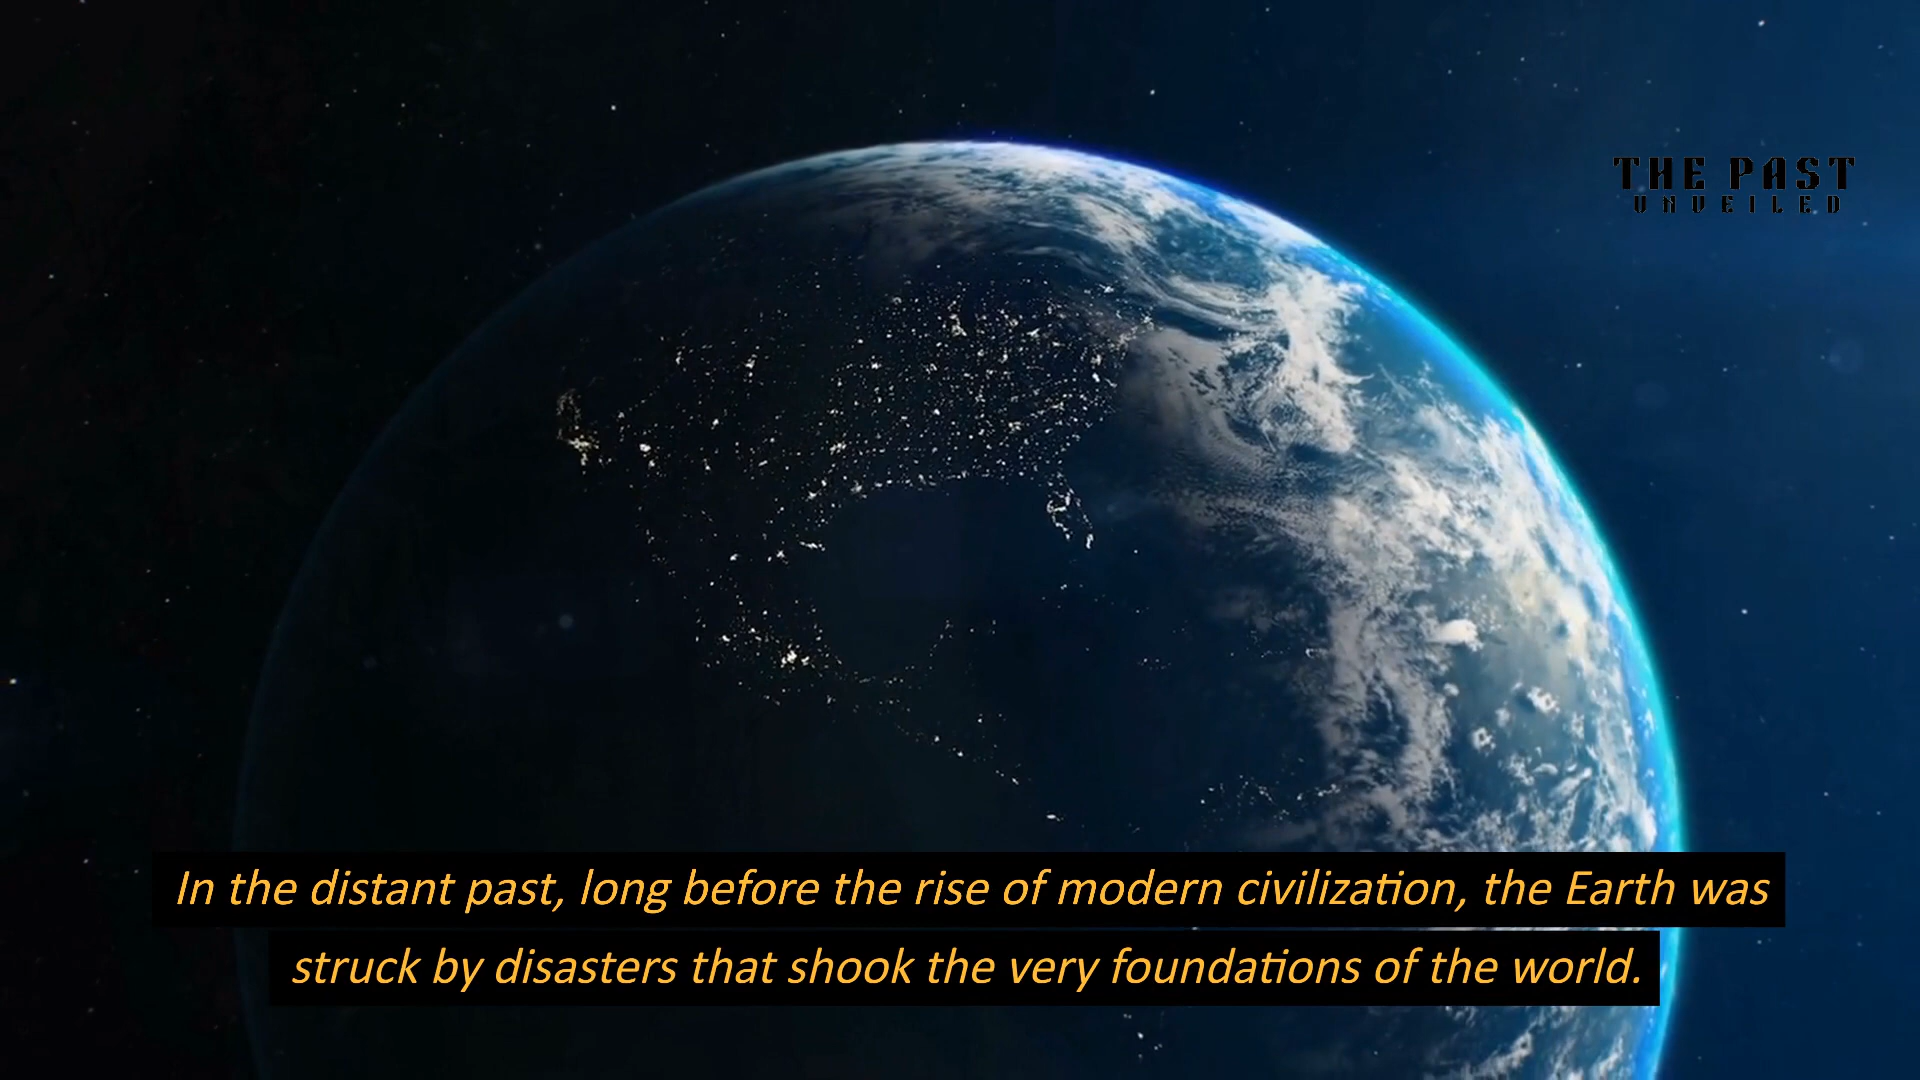 THE PAST
UNVEILED
In the distant past, long before the rise of modern civilization, the Earth was
struck by disasters that shook the very foundations of the world.